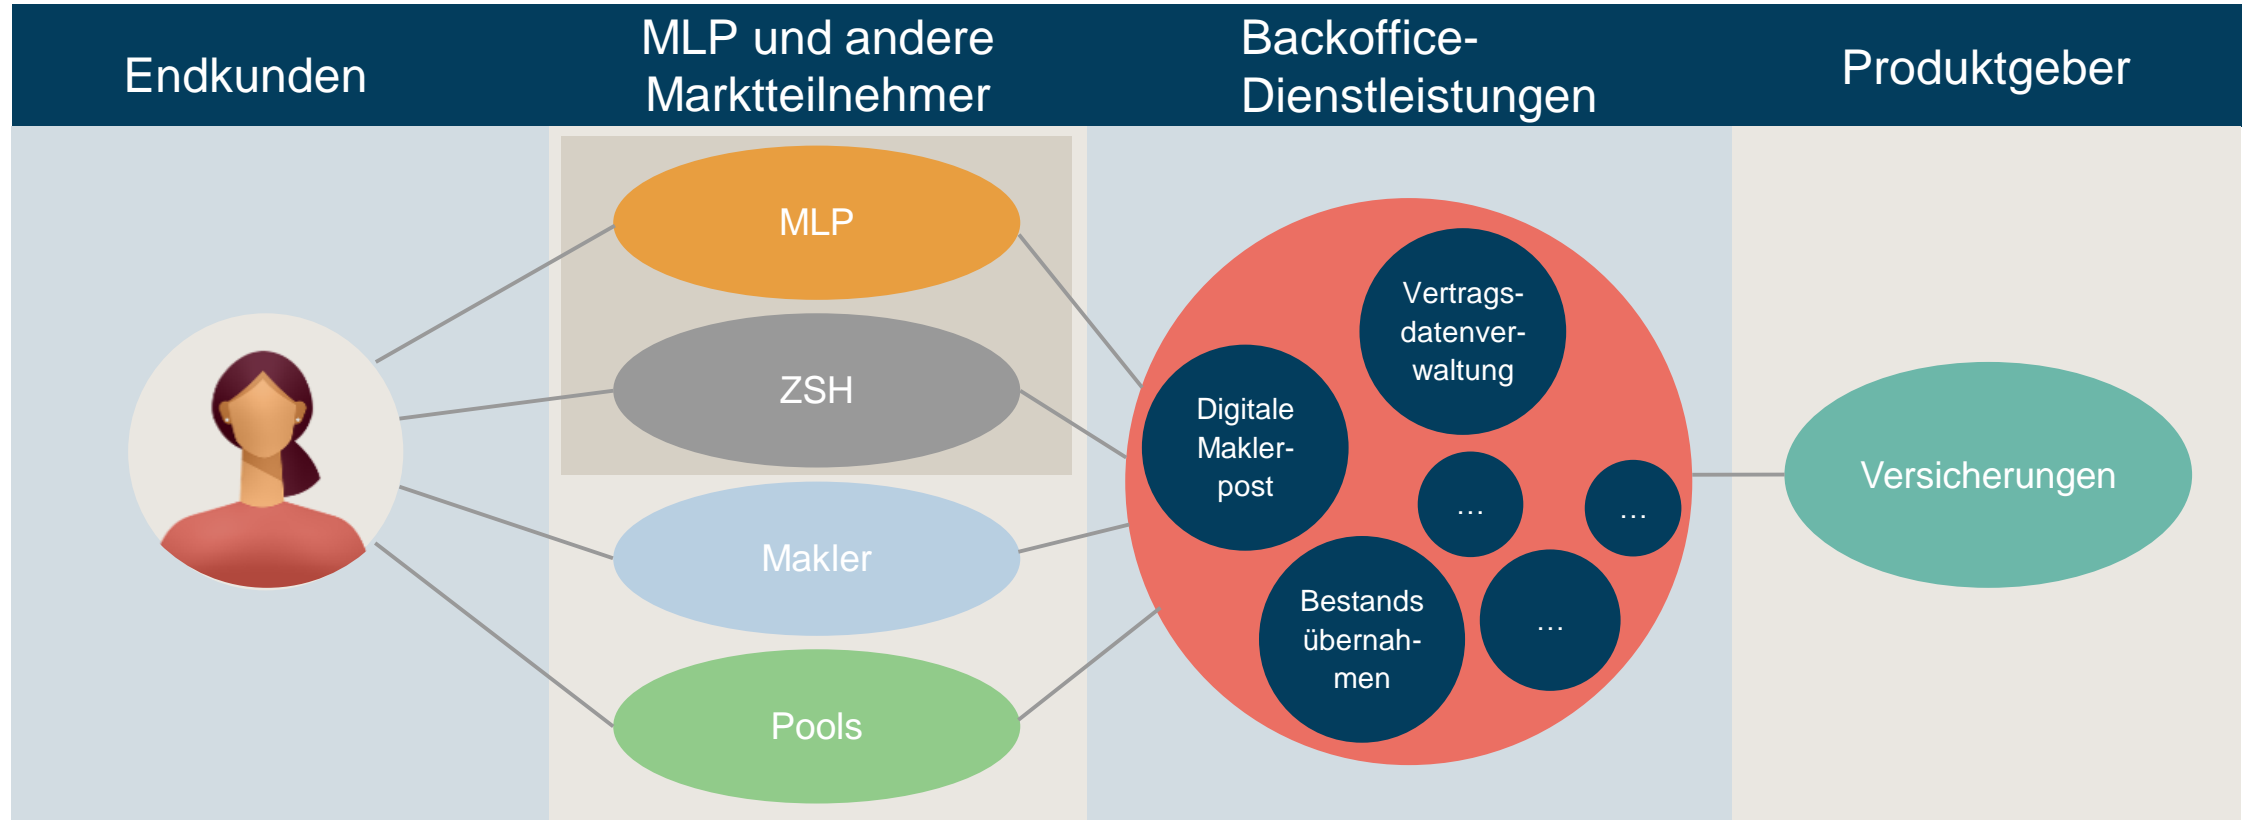 Endkunden
MLP und andere
Marktteilnehmer
Backoffice-
Dienstleistungen
Produktgeber
MLP
ZSH
Makler
Pools
Vertrags-
datenver-
waltung
Digitale
Makler-
post
...
...
Bestands
übernah-
men
...
Versicherungen